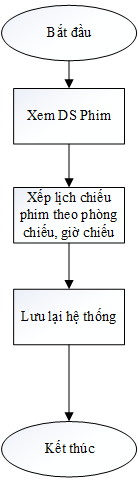 Bắt đầu
Xem DS Phim
Xếp lịch chiếu
phim theo phòng
chiếu, giờ chiếu
Lưu lại hệ thống
Kết thúc